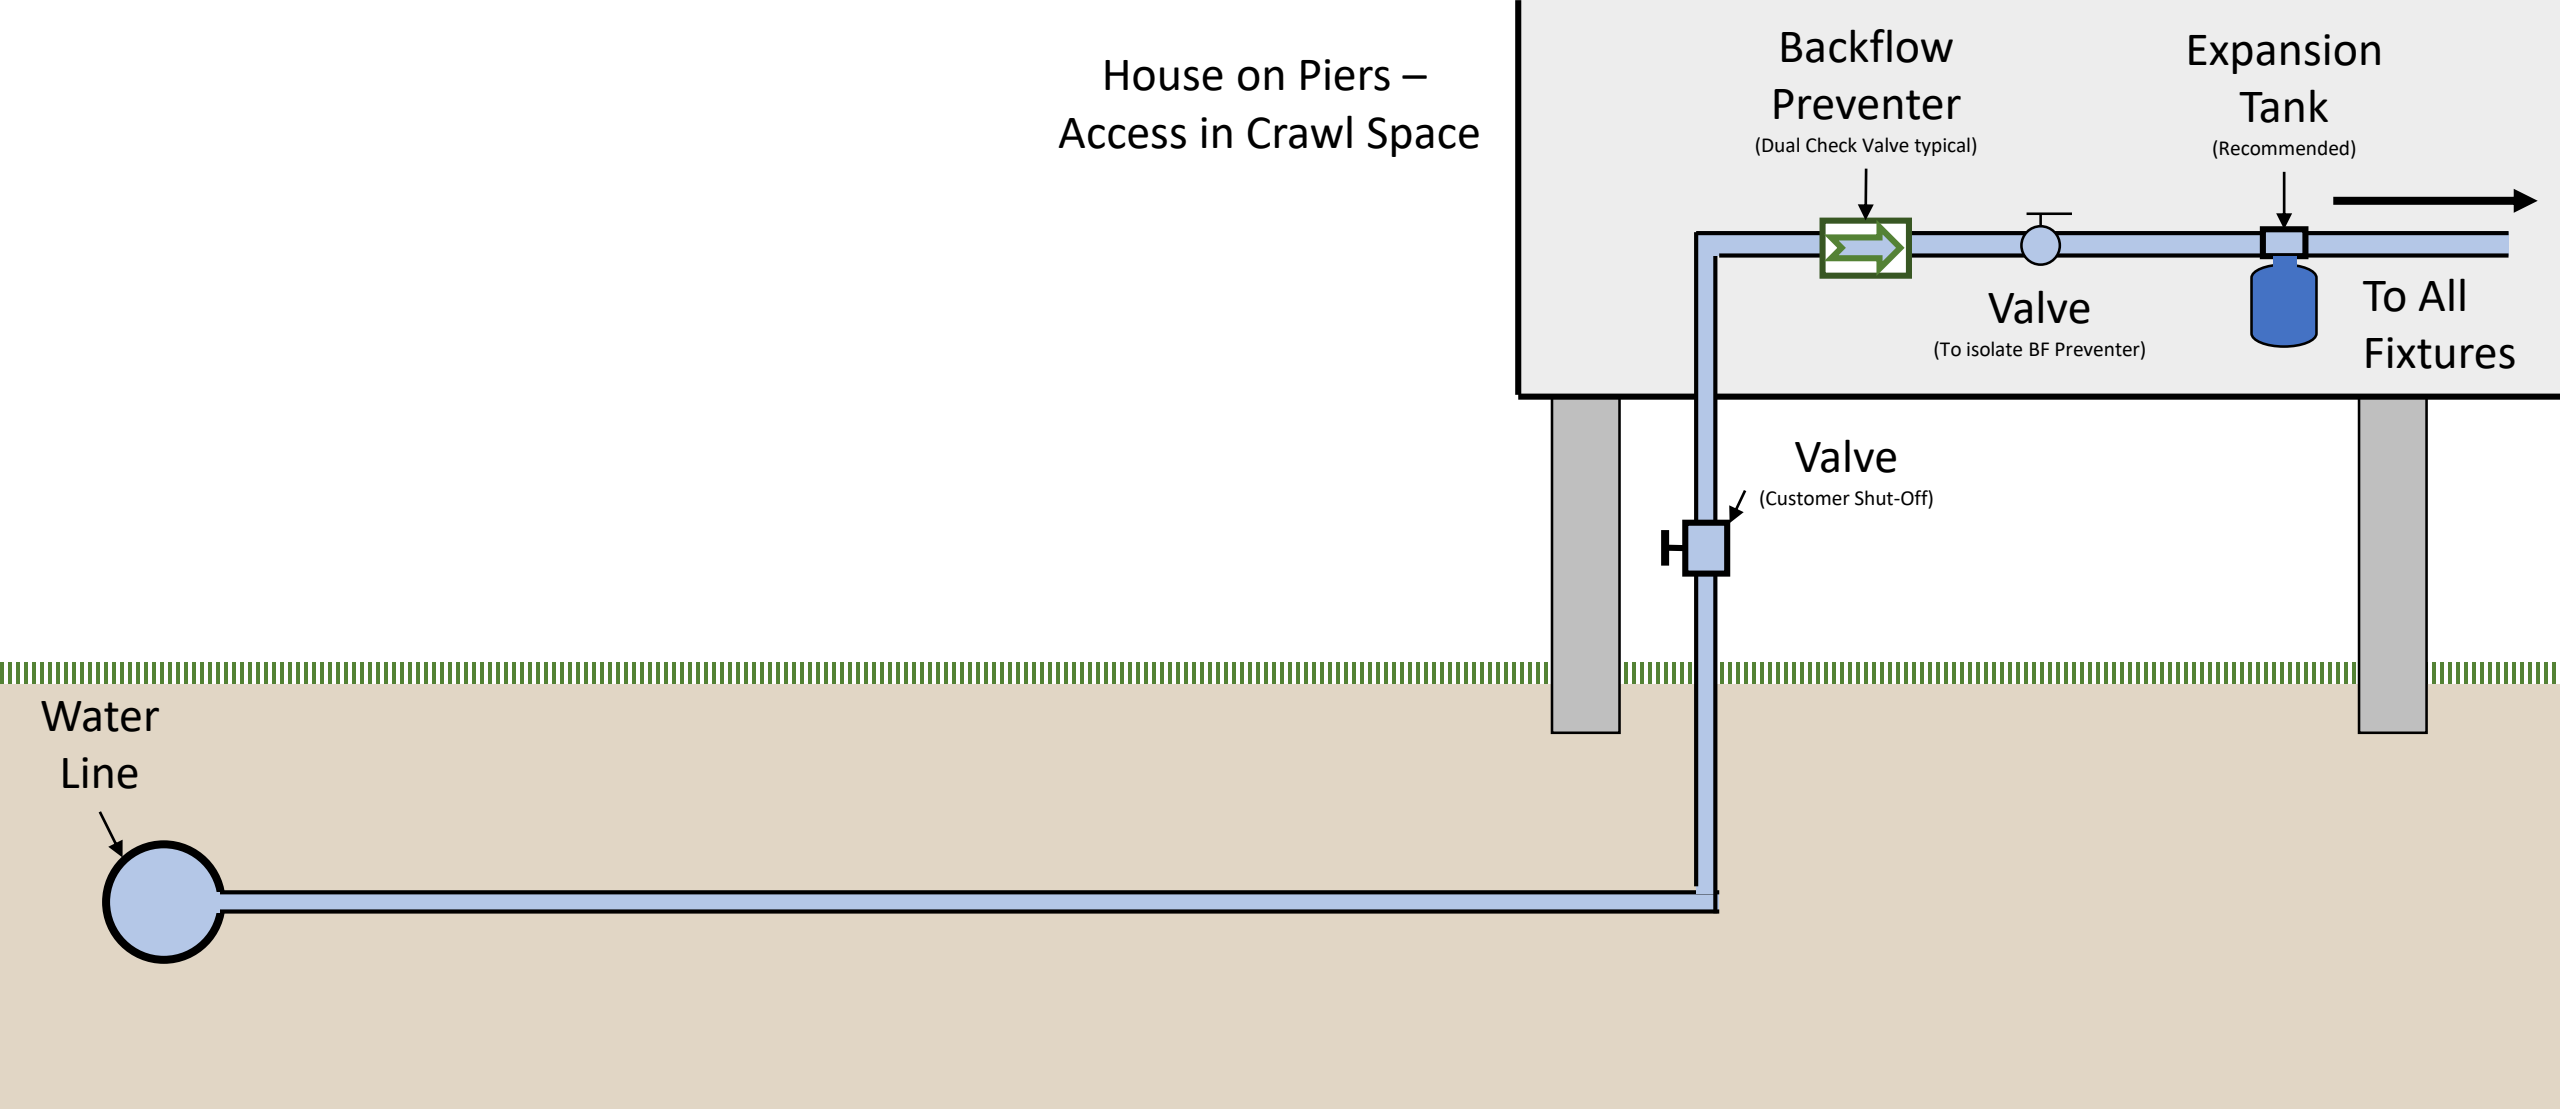 House on Piers –
Access in Crawl Space
Backflow
Preventer
(Dual Check Valve typical)
Expansion
Tank
(Recommended)
Valve
(To isolate BF Preventer)
To All
Fixtures
Valve
(Customer Shut-Off)
Water
Line